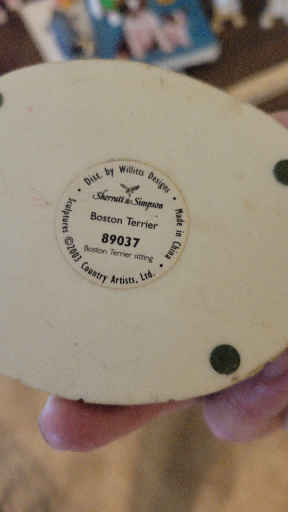 • Dist. by Willitts Designs •
Sherratt & Simpson
Boston Terrier
89037
Boston Terrier sitting
Made in China •
Sculptures ©2003 Country Artists, Ltd.